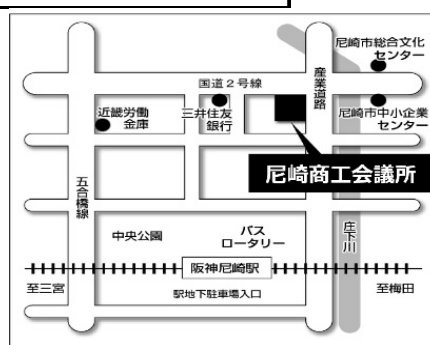 尼崎市総合文化
センター
国道2号線
産業道路
近畿労働
金庫
三井住友
銀行
尼崎市中小企業
センター
尼崎商工会議所
五合橋線
中央公園
バス
ロータリー
庄下川
阪神尼崎駅
至三宮
駅地下駐車場入口
至梅田